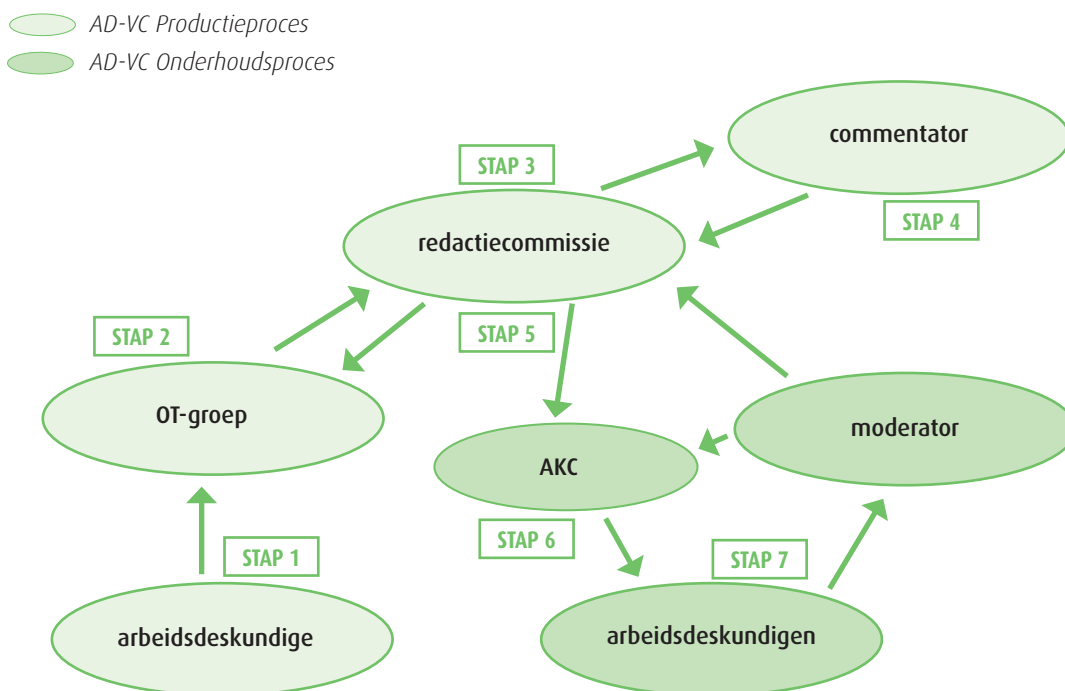 AD-VC Productieproces
AD-VC Onderhoudsproces
commentator
STAP 3
STAP 4
redactiecommissie
STAP 2
STAP 5
OT-groep
moderator
AKC
STAP 6
STAP 1
STAP 7
arbeidsdeskundige
arbeidsdeskundigen